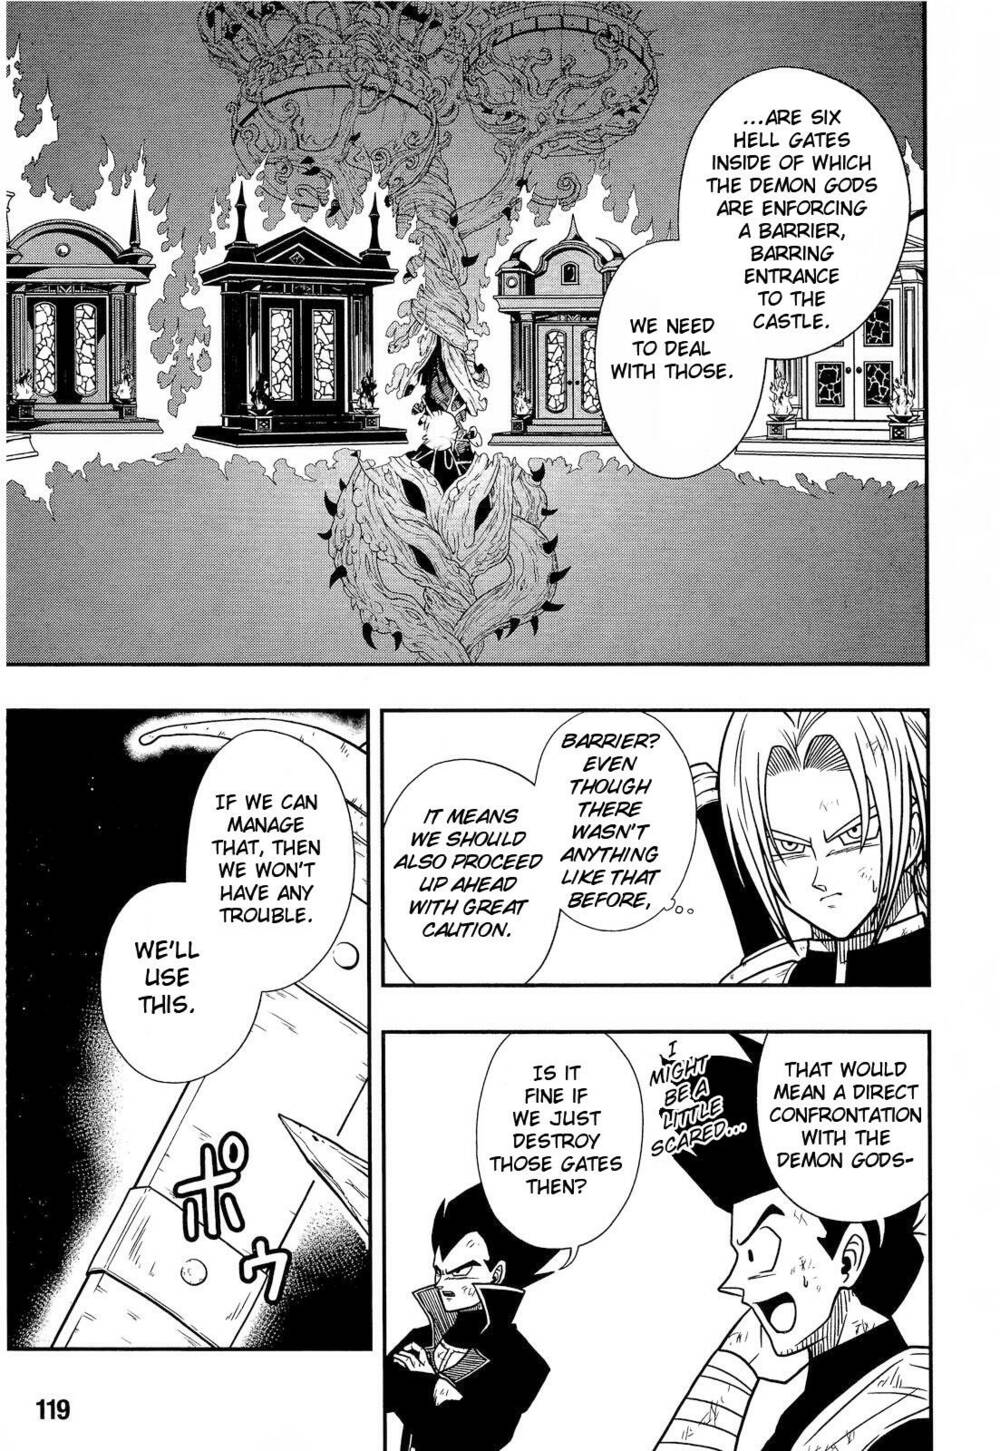 ...ARE SIX
HELL GATES
INSIDE OF WHICH
THE DEMON GODS
ARE ENFORCING
A BARRIER,
BARRING
ENTRANCE
TO THE
CASTLE.
WE NEED
TO DEAL
WITH THOSE.
BARRIER?
EVEN
THOUGH
THERE
WASN'T
ANYTHING
LIKE THAT
BEFORE,
IT MEANS
WE SHOULD
ALSO PROCEED
UP AHEAD
WITH GREAT
CAUTION.
IF WE CAN
MANAGE
THAT, THEN
WE WON'T
HAVE ANY
TROUBLE.
WE'LL
USE
THIS.
ポゥ
THAT WOULD
MEAN A DIRECT
CONFRONTATION
WITH THE
DEMON GODS-
I
MIGHT
BE A
LITTLE
SCARED...
IS IT
FINE IF
WE JUST
DESTROY
THOSE GATES
THEN?
119